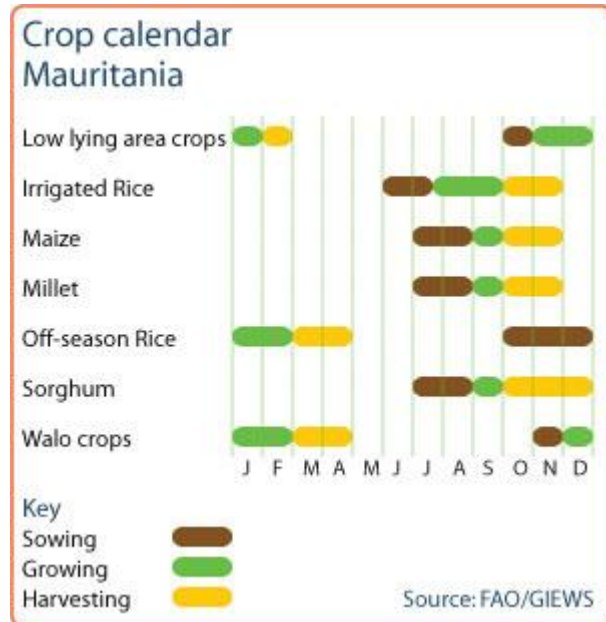 Crop calendar
Mauritania
Low lying area crops
Irrigated Rice
Maize
Millet
Off-season Rice
Sorghum
Walo crops
J F M A M J J A S O N D
Key
Sowing
Growing
Harvesting
Source: FAO/GIEWS